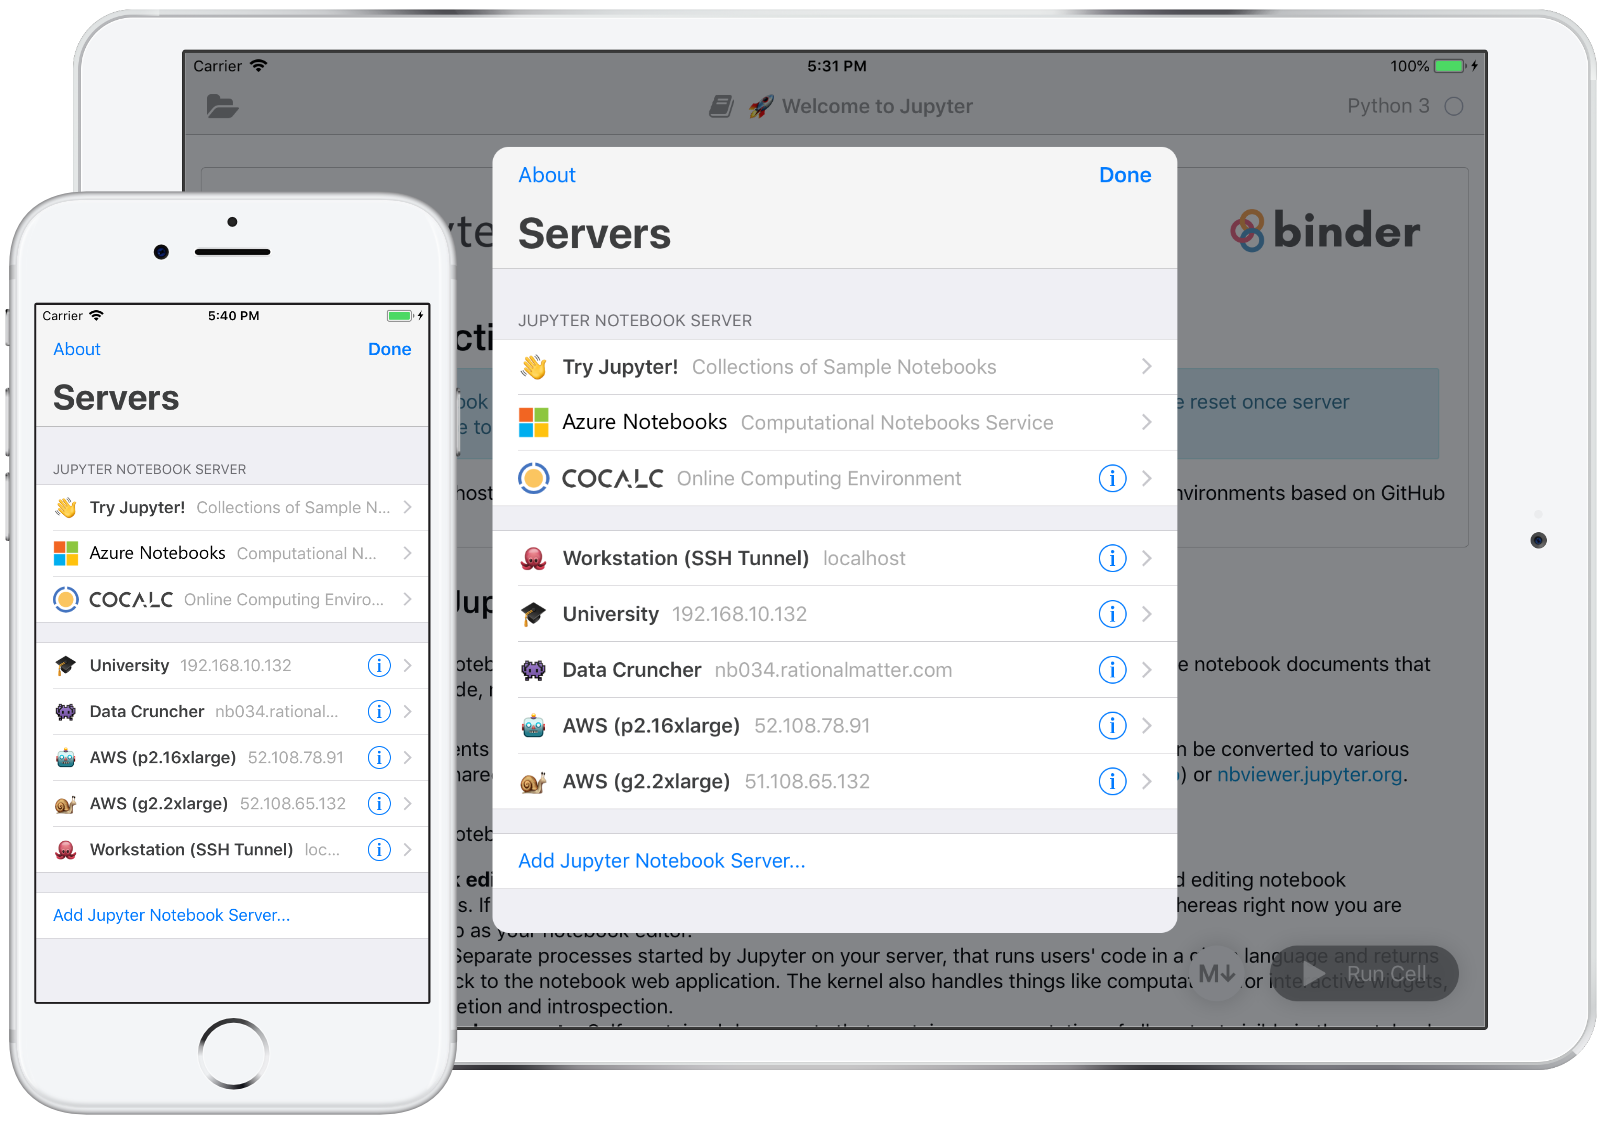 Carrier 5:31 PM 100%
Welcome to Jupyter Python 3
binder
About Done
Servers
JUPYTER NOTEBOOK SERVER
Try Jupyter! Collections of Sample Notebooks
Azure Notebooks Computational Notebooks Service
COCALC Online Computing Environment
Workstation (SSH Tunnel) localhost
University 192.168.10.132
Data Cruncher nb034.rationalmatter.com
AWS (p2.16xlarge) 52.108.78.91
AWS (g2.2xlarge) 51.108.65.132
Add Jupyter Notebook Server...
reset once server
based on GitHub
notebook documents that
be converted to various
) or nbviewer.jupyter.org.
editing notebook
s. If right now you are
as your notebook editor.
Separate processes started by Jupyter on your server, that runs users' code in a language and returns
to the notebook web application. The kernel also handles things like or interactive widgets,
and introspection.
M↓ Run Cell
Carrier 5:40 PM
About Done
Servers
JUPYTER NOTEBOOK SERVER
Try Jupyter! Collections of Sample N...
Azure Notebooks Computational N...
COCALC Online Computing Enviro...
University 192.168.10.132
Data Cruncher nb034.rational...
AWS (p2.16xlarge) 52.108.78.91
AWS (g2.2xlarge) 52.108.65.132
Workstation (SSH Tunnel) loc...
Add Jupyter Notebook Server...